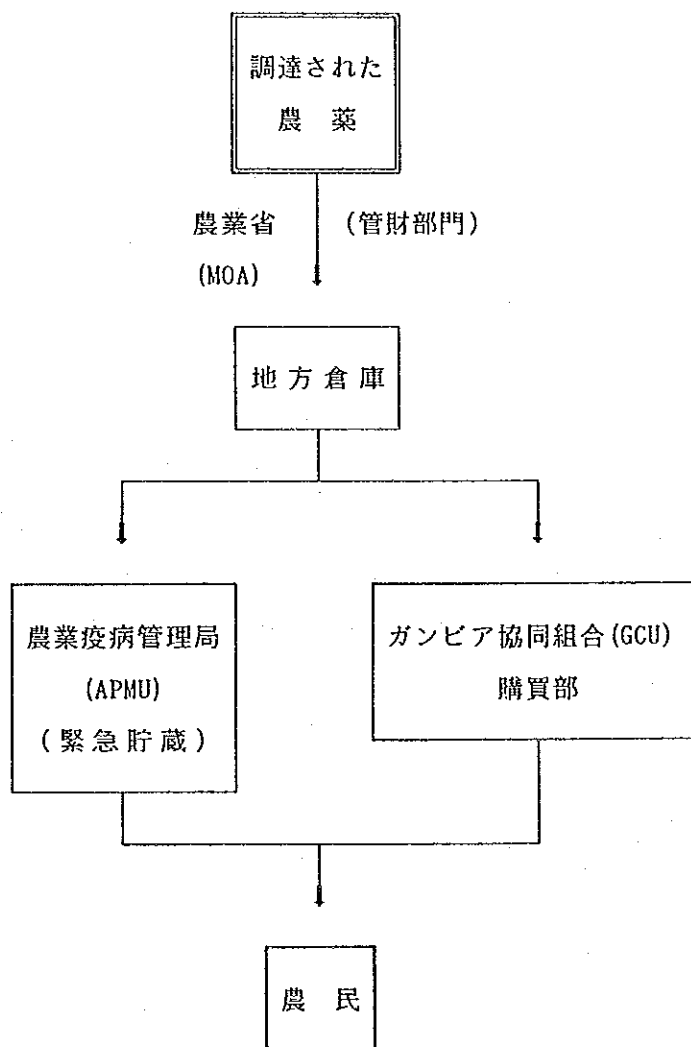 調達された
農　薬
農業省　(管財部門)
(MOA)
地方倉庫
農業疫病管理局
(APMU)
(緊急貯蔵)
ガンビア協同組合(GCU)
購買部
農　民